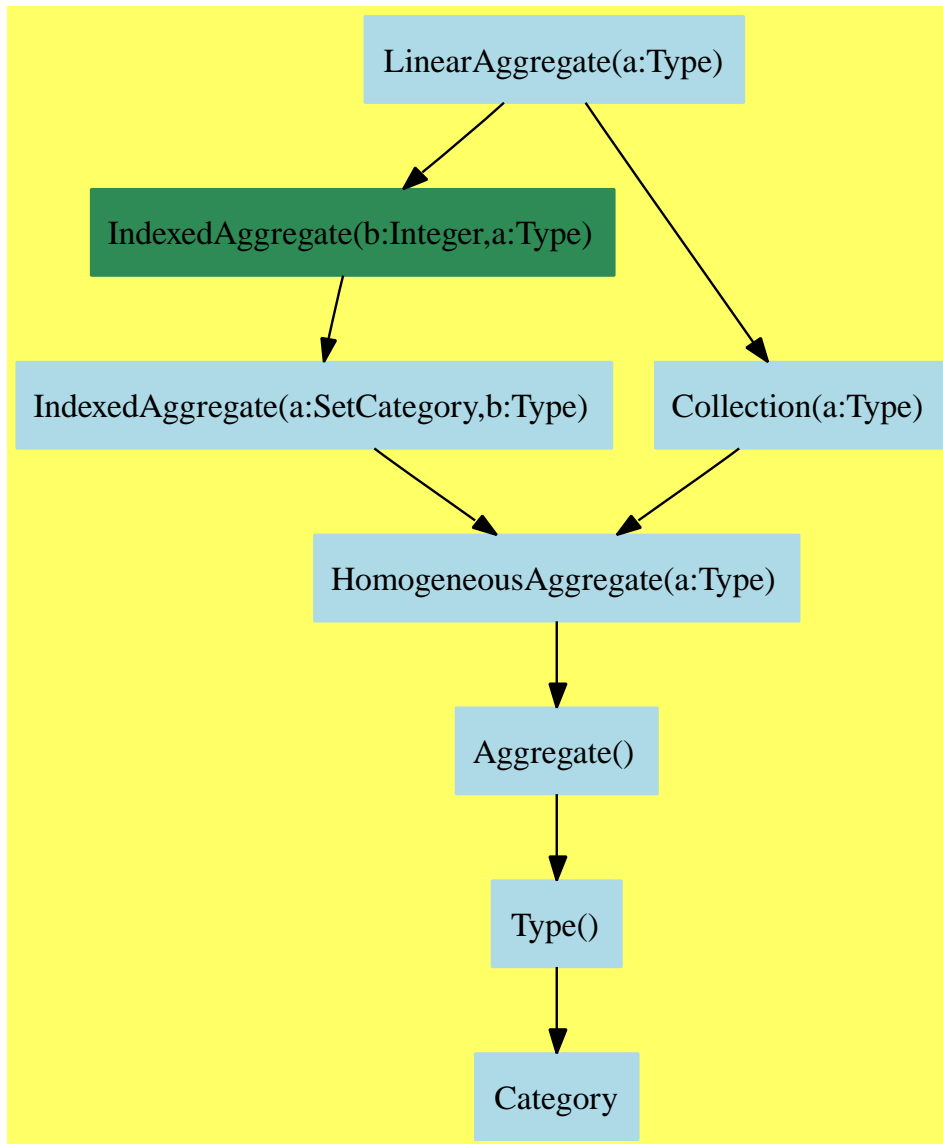 LinearAggregate(a:Type)
IndexedAggregate(b:Integer,a:Type)
IndexedAggregate(a:SetCategory,b:Type)
Collection(a:Type)
HomogeneousAggregate(a:Type)
Aggregate()
Type()
Category